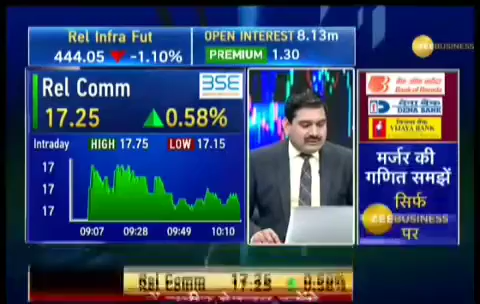 Rel Infra Fut
444.05 -1.10%
OPEN INTEREST 8.13m
PREMIUM 1.30
ZEE BUSINESS
Rel Comm
BSE
17.25 0.58%
Intraday HIGH 17.75 LOW 17.15
17
17
17
09:07 09:28 09:49 10:10
बैंक ऑफ़ बड़ौदा
Bank of Baroda
देना बैंक
DENA BANK
विजया बैंक
VIJAYA BANK
मर्जर की
गणित समझें
सिर्फ
ZEE BUSINESS
पर
Rel Comm 17.25 0.58%